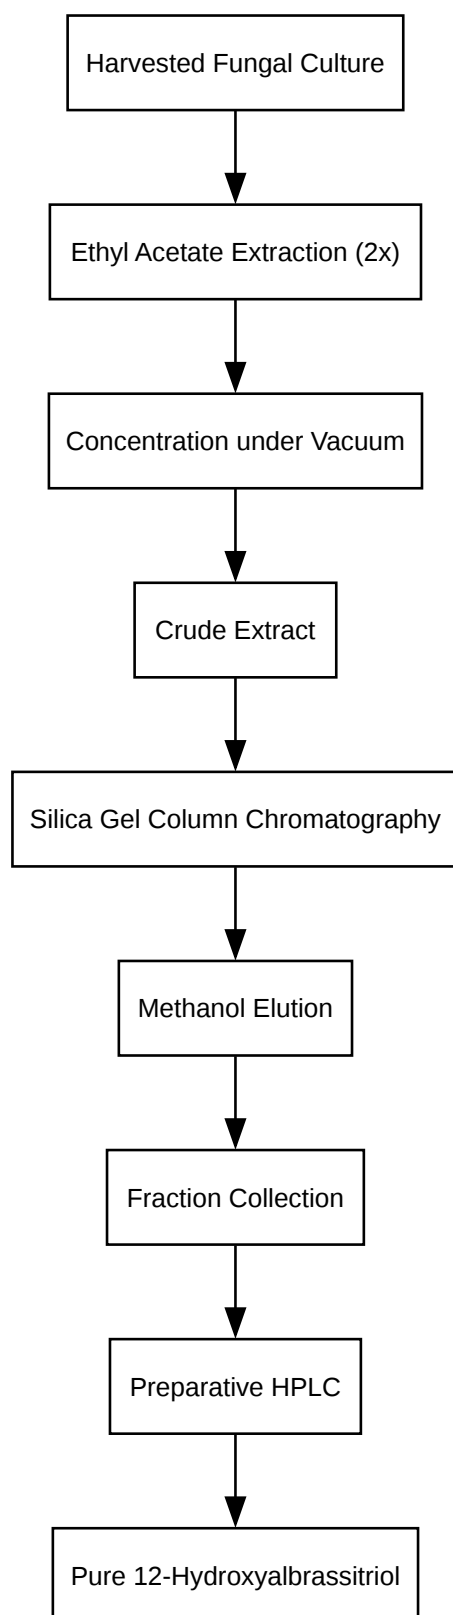 Harvested Fungal Culture
Ethyl Acetate Extraction (2x)
Concentration under Vacuum
Crude Extract
Silica Gel Column Chromatography
Methanol Elution
Fraction Collection
Preparative HPLC
Pure 12-Hydroxyalbrassitriol